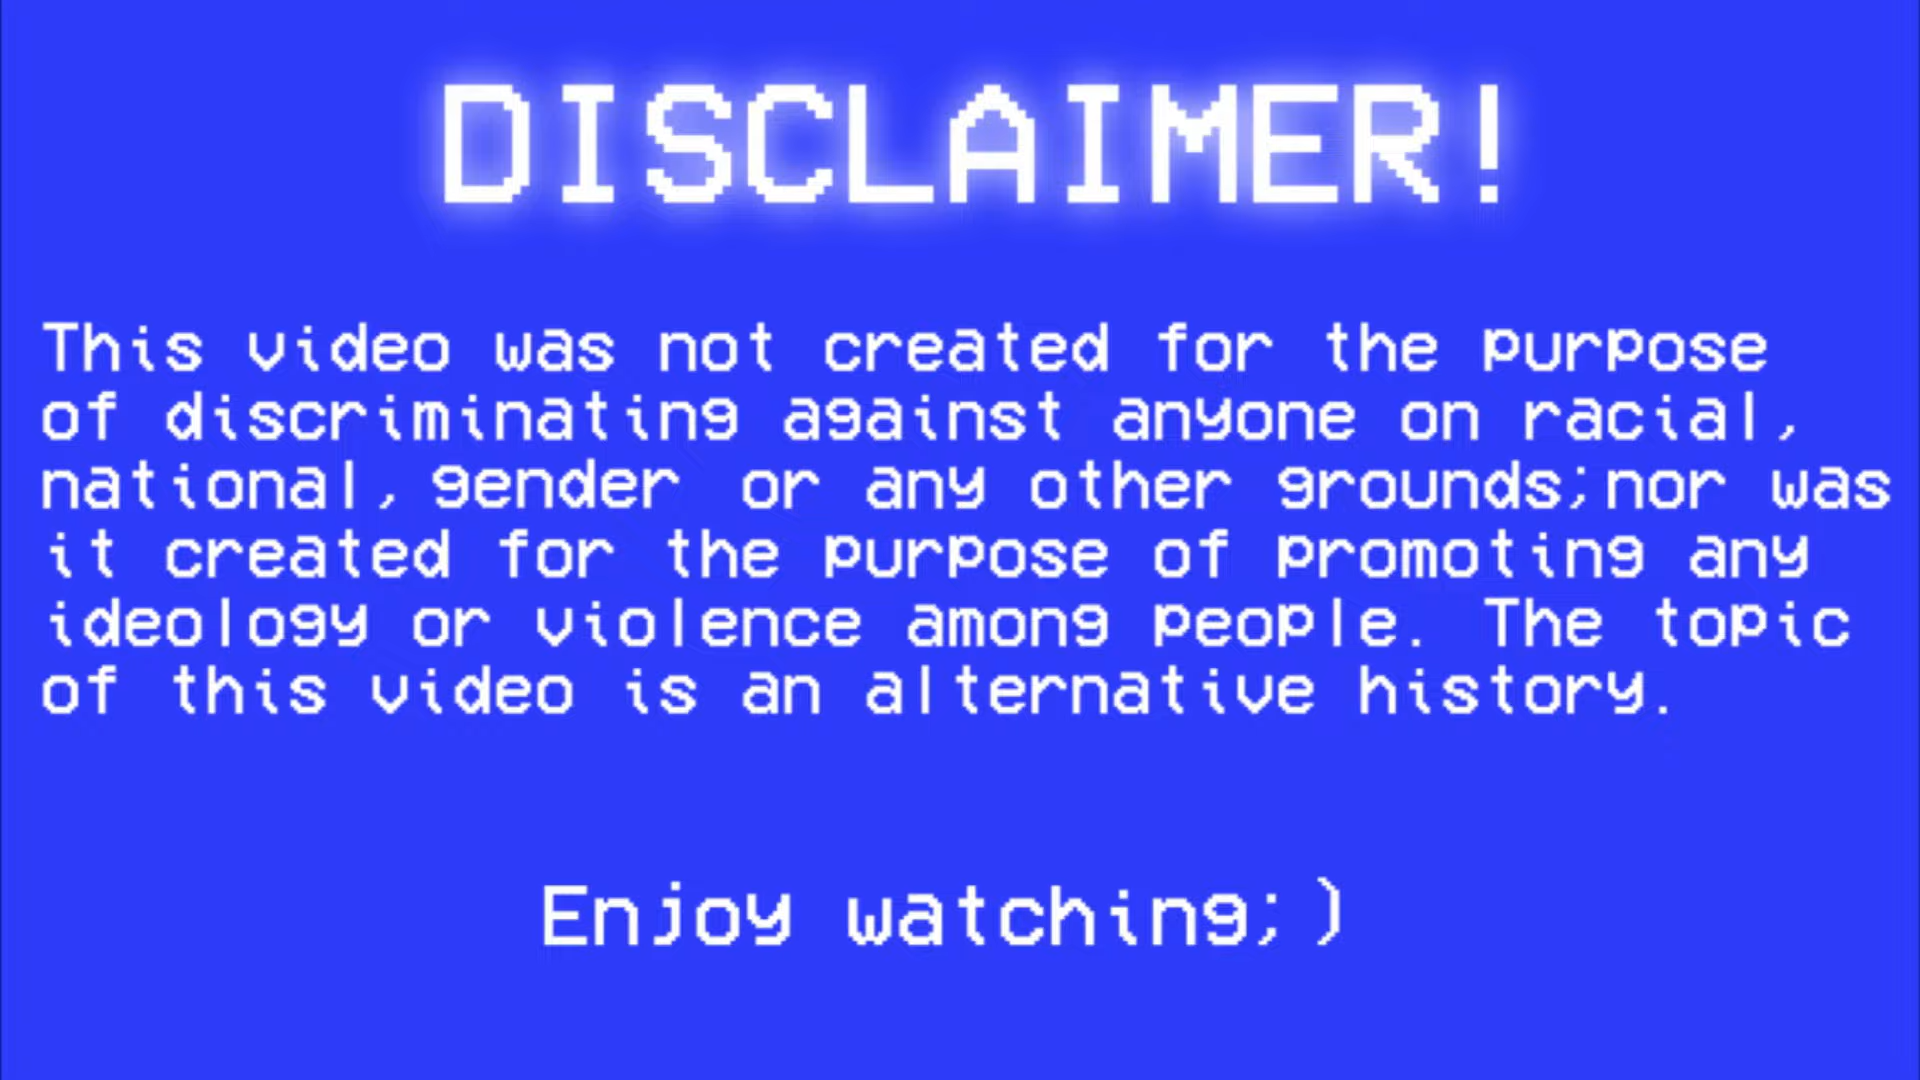 DISCLAIMER!
This video was not created for the purpose
of discriminating against anyone on racial,
national, gender or any other grounds;nor was
it created for the purpose of promoting any
ideology or violence among people. The topic
of this video is an alternative history.
Enjoy watching;)